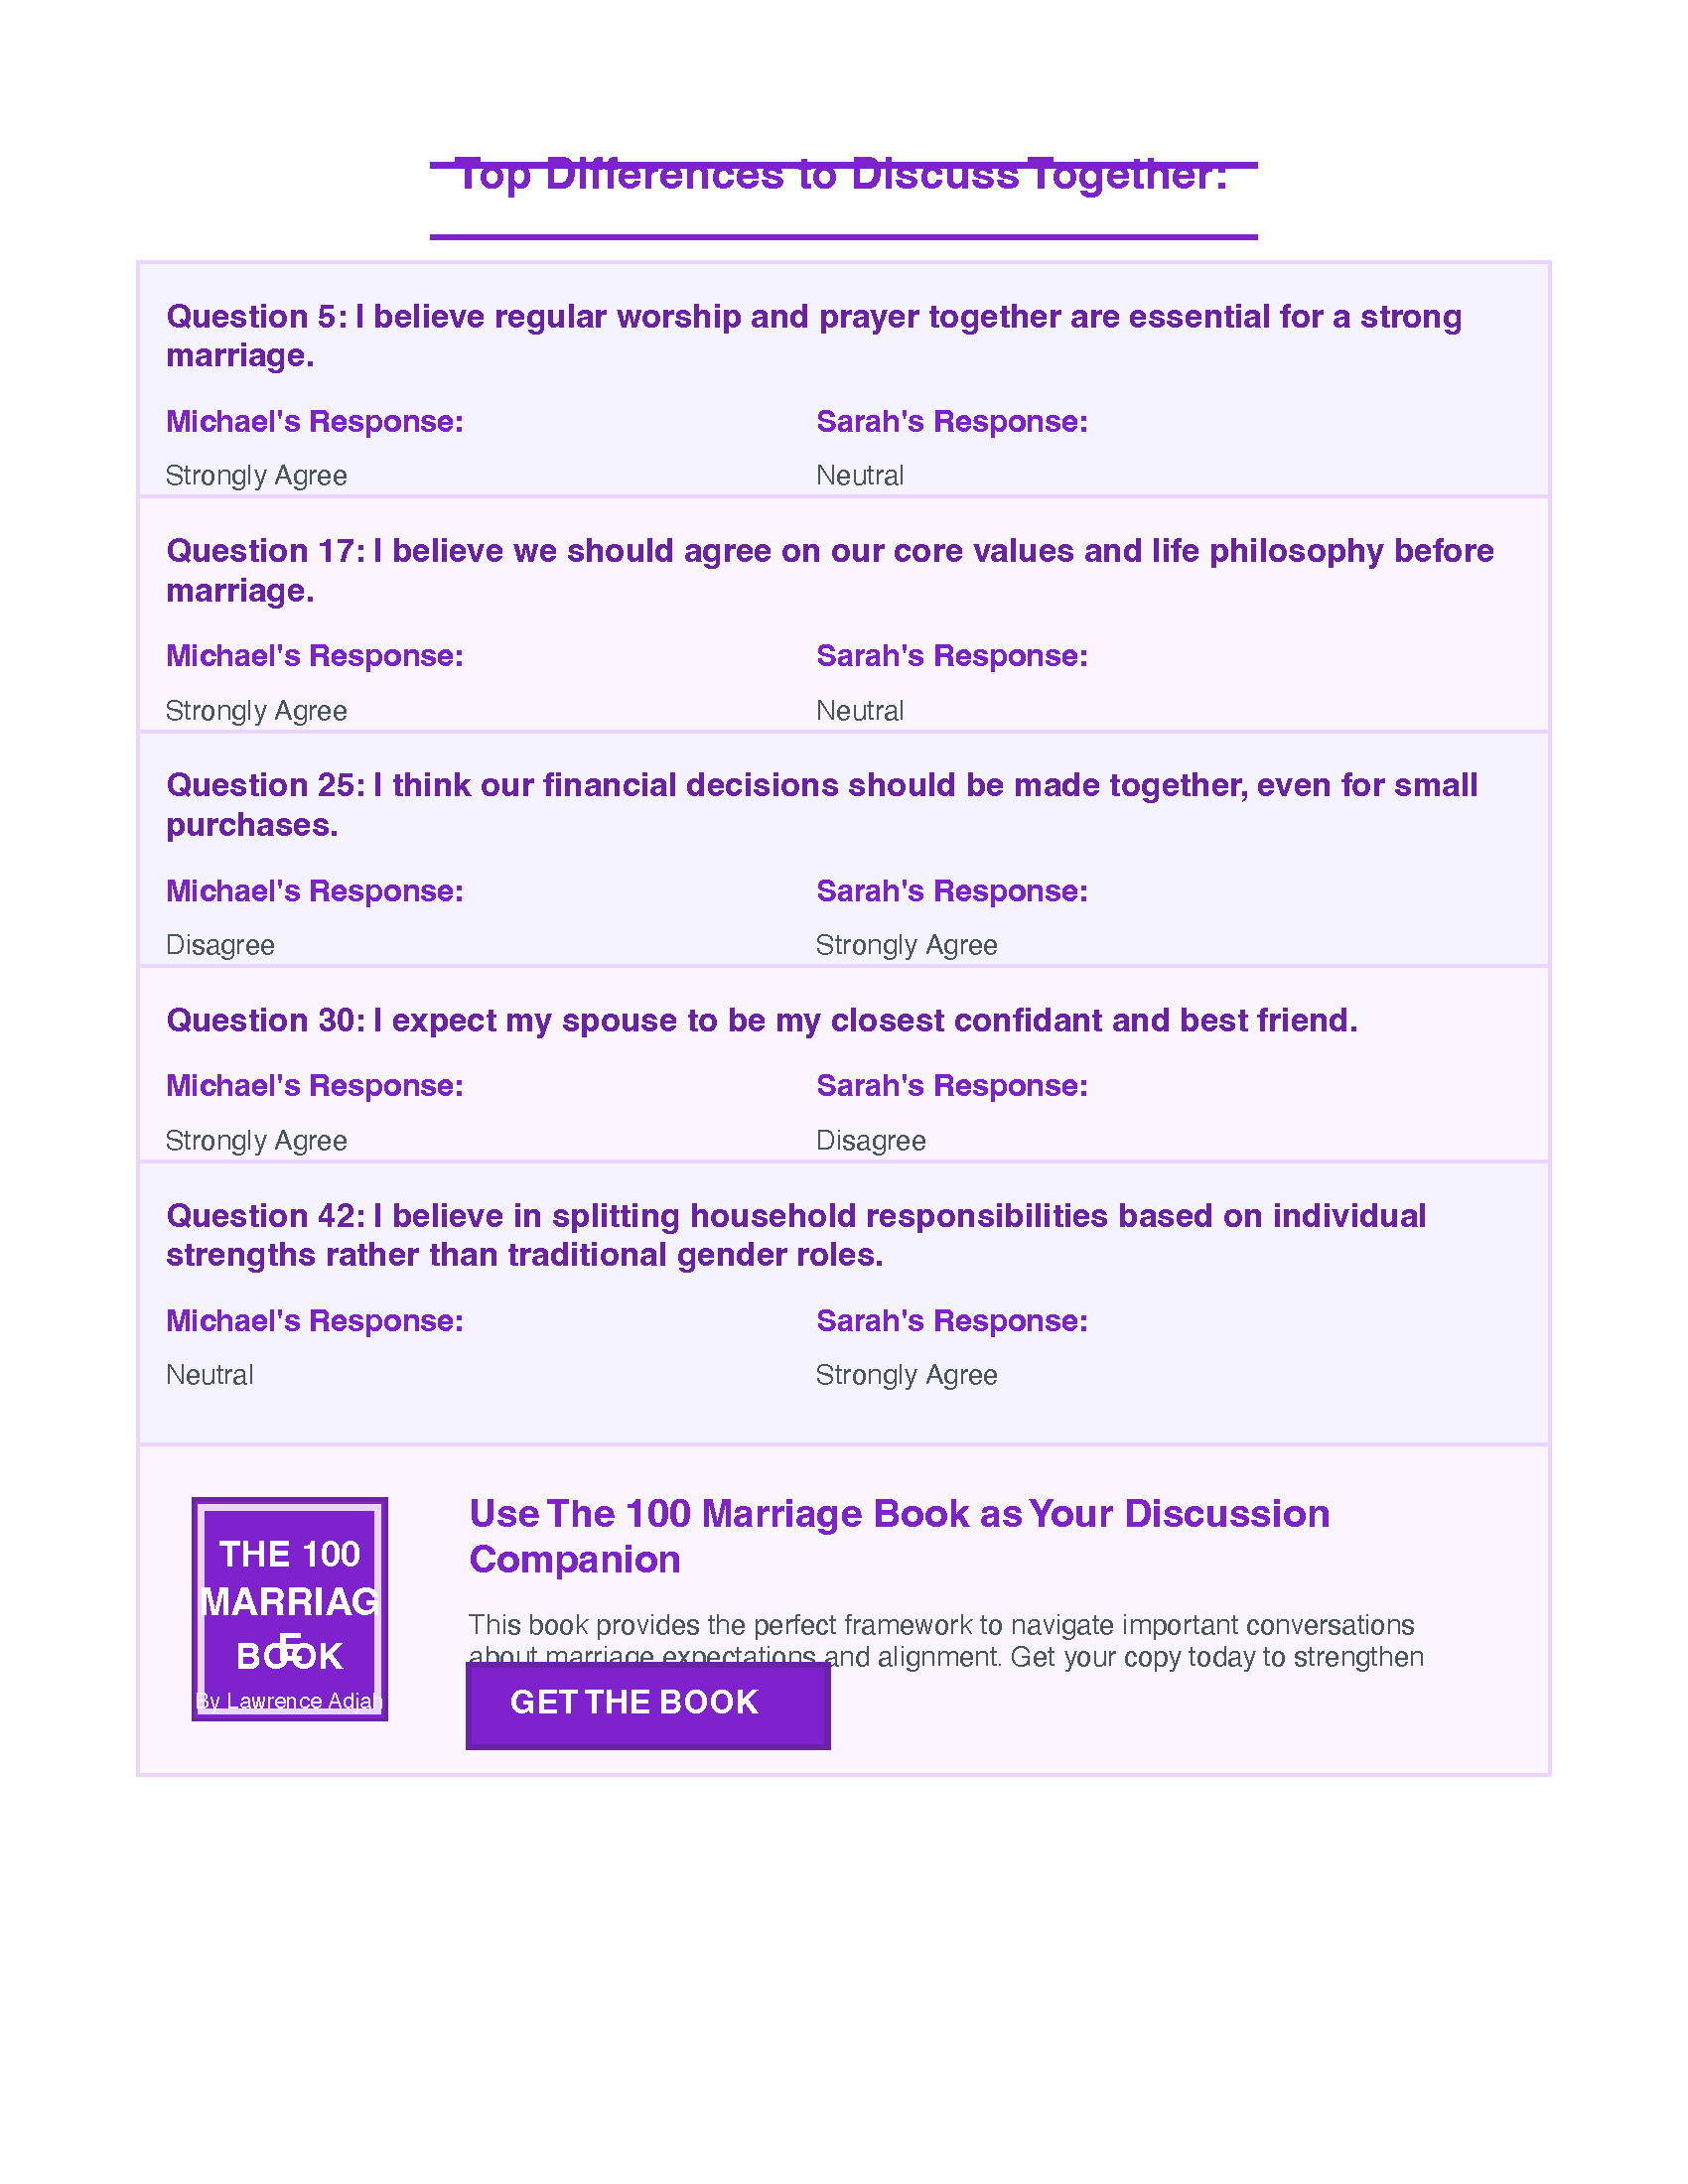 Top Differences to Discuss Together:
Question 5: I believe regular worship and prayer together are essential for a strong
marriage.
Michael's Response:
Sarah's Response:
Strongly Agree
Neutral
Question 17: I believe we should agree on our core values and life philosophy before
marriage.
Michael's Response:
Sarah's Response:
Strongly Agree
Neutral
Question 25: I think our financial decisions should be made together, even for small
purchases.
Michael's Response:
Sarah's Response:
Disagree
Strongly Agree
Question 30: I expect my spouse to be my closest confidant and best friend.
Michael's Response:
Sarah's Response:
Strongly Agree
Disagree
Question 42: I believe in splitting household responsibilities based on individual
strengths rather than traditional gender roles.
Michael's Response:
Sarah's Response:
Neutral
Strongly Agree
THE 100
MARRIAG
E
BOOK
By Lawrence Adjah
Use The 100 Marriage Book as Your Discussion
Companion
This book provides the perfect framework to navigate important conversations
about marriage expectations and alignment. Get your copy today to strengthen
GET THE BOOK